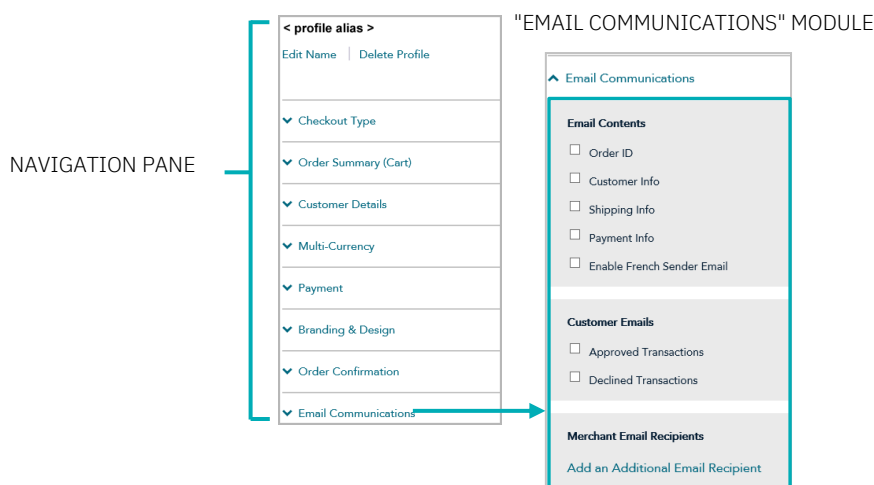 NAVIGATION PANE
< profile alias >
Edit Name | Delete Profile
Checkout Type
Order Summary (Cart)
Customer Details
Multi-Currency
Payment
Branding & Design
Order Confirmation
Email Communications
"EMAIL COMMUNICATIONS" MODULE
Email Communications
Email Contents
Order ID
Customer Info
Shipping Info
Payment Info
Enable French Sender Email
Customer Emails
Approved Transactions
Declined Transactions
Merchant Email Recipients
Add an Additional Email Recipient